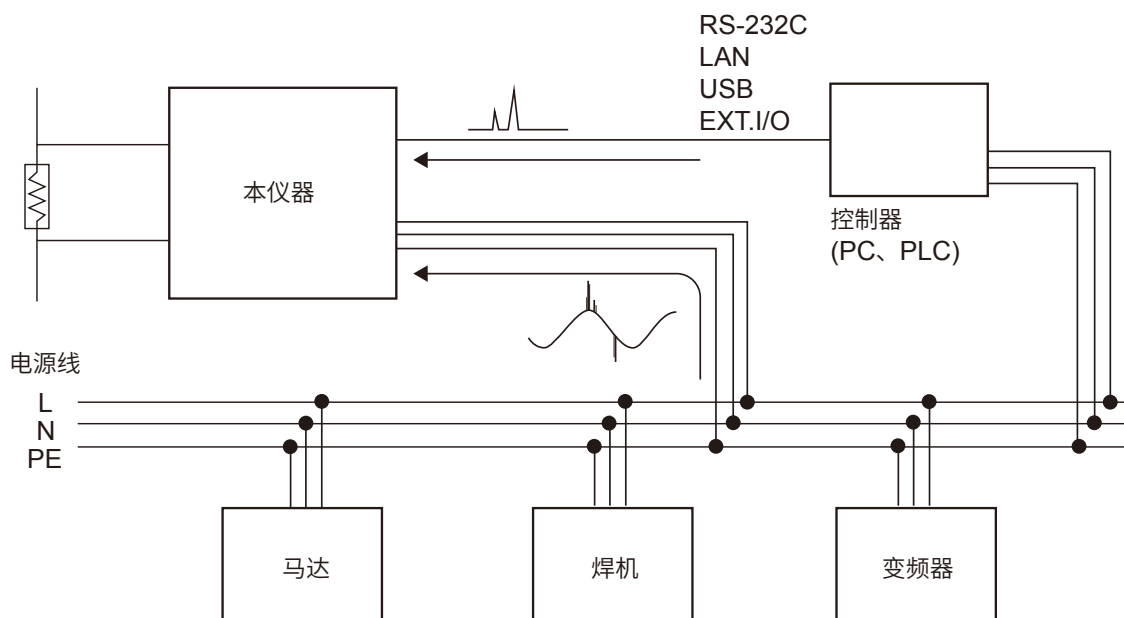 RS-232C
LAN
USB
EXT.I/O
本仪器
控制器
(PC、PLC)
电源线
L
N
PE
马达
焊机
变频器